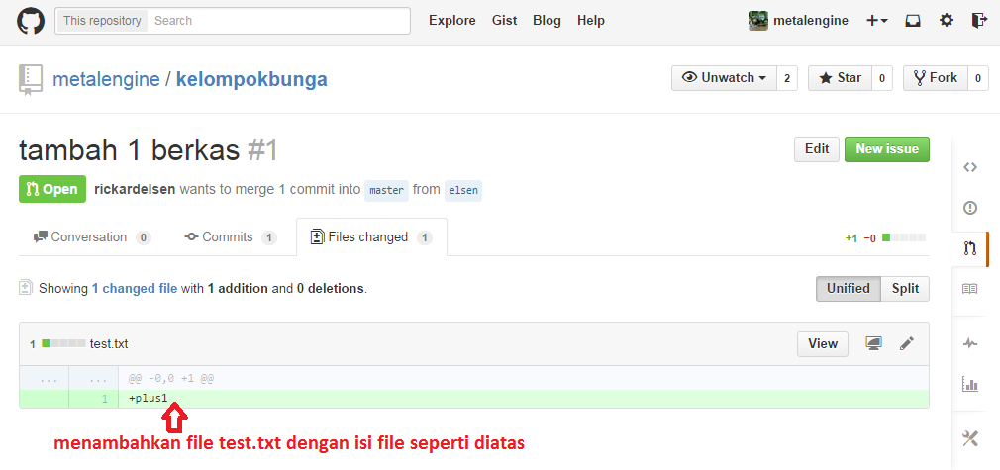 This repository Search Explore Gist Blog Help metalengine
metalengine / kelompokbunga Unwatch 2 Star 0 Fork 0
tambah 1 berkas #1 Edit New issue
Open rickardelsen wants to merge 1 commit into master from elsen
Conversation 0 Commits 1 Files changed 1 +1 −0
Showing 1 changed file with 1 addition and 0 deletions. Unified Split
1 test.txt View
... ... @@ -0,0 +1 @@
1 +plus1
menambahkan file test.txt dengan isi file seperti diatas